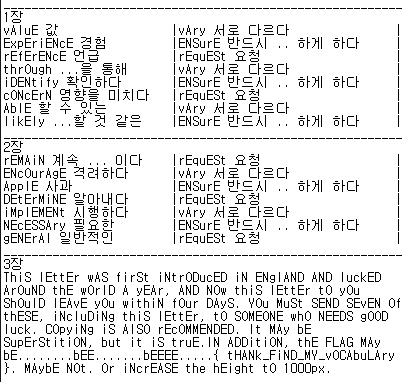 1장
vAluE 값 |vAry 서로 다르다
ExpEriENcE 경험 |ENSurE 반드시 .. 하게 하다
rEfErENcE 언급 |rEquESt 요청
thrOugh ...을 통해 |vAry 서로 다르다
iDENtify 확인하다 |ENSurE 반드시 .. 하게 하다
cONcErN 영향을 미치다 |rEquESt 요청
AblE 할 수 있는 |vAry 서로 다르다
likEly ...할 것 같은 |ENSurE 반드시 .. 하게 하다
2장
rEMAiN 계속 ... 이다 |rEquESt 요청
ENcOurAgE 격려하다 |vAry 서로 다르다
ApplE 사과 |ENSurE 반드시 .. 하게 하다
DEtErMiNE 알아내다 |rEquESt 요청
iMplEMENt 시행하다 |vAry 서로 다르다
NEcESSAry 필요한 |ENSurE 반드시 .. 하게 하다
gENErAl 일반적인 |rEquESt 요청
3장
ThiS lEttEr wAS firSt iNtrODucED iN ENglAND AND luckED
ArOuND thE wOrlD A yEAr, AND NOw thiS lEttEr tO yOu
ShOulD lEAvE yOu withiN fOur DAyS. YOu MuSt SEND SEvEN Of
thESE, iNcluDiNg thiS lEttEr, tO SOMEONE whO NEEDS gOOD
luck. COpyiNg iS AlSO rEcOMMENDED. It MAy bE
SupErStitiON, but it iS truE.IN ADDitiON, thE FLAG MAy
bE........bEE.......bEEEE.....{ tHANk_FiND_MY_vOCAbuLAry
}. MAybE NOt. Or iNcrEASE thE hEight tO 1000px.